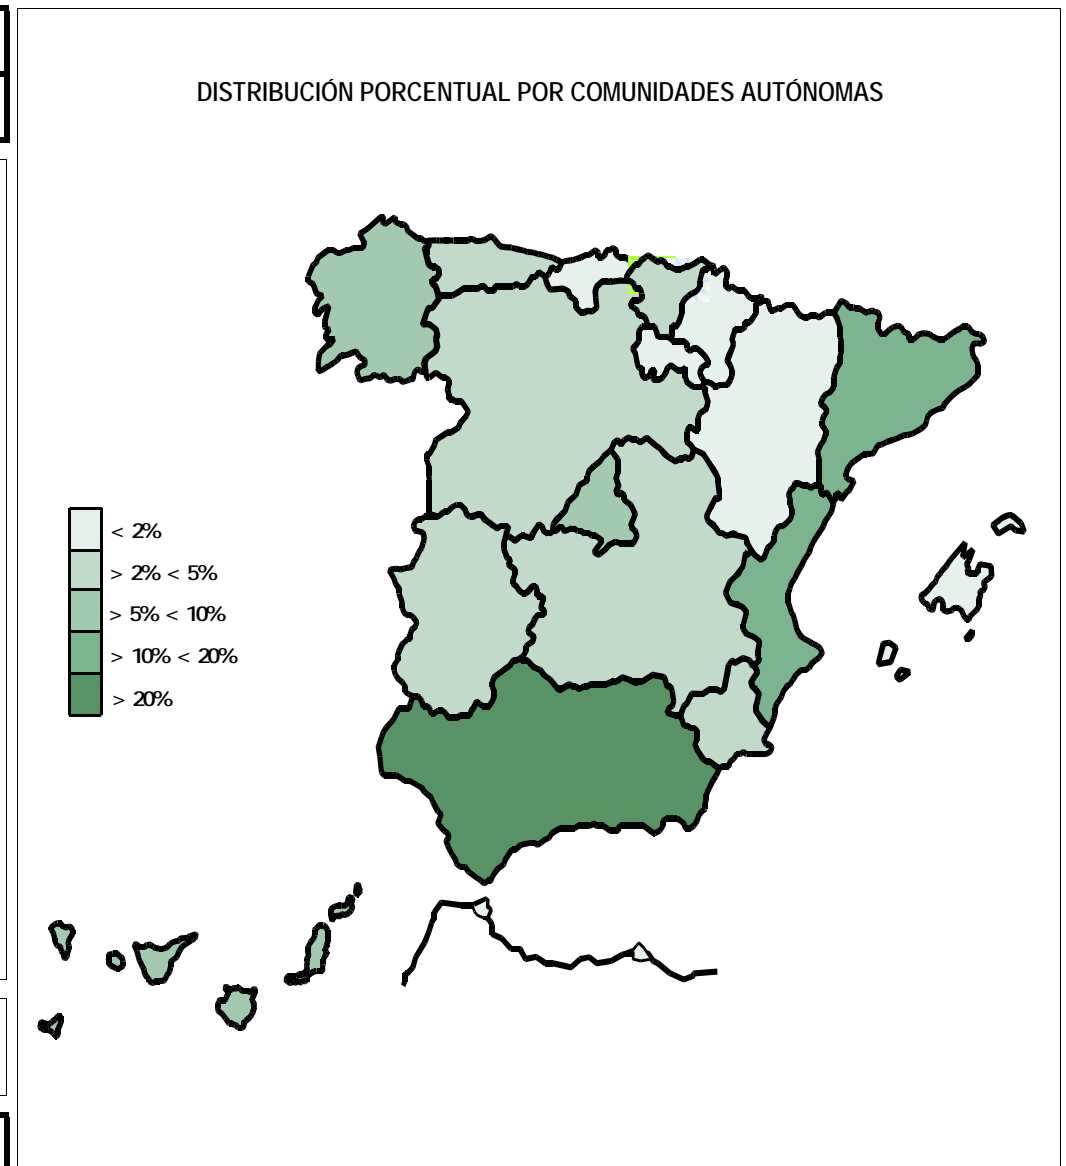 DISTRIBUCIÓN PORCENTUAL POR COMUNIDADES AUTÓNOMAS
< 2%
> 2% < 5%
> 5% < 10%
> 10% < 20%
> 20%